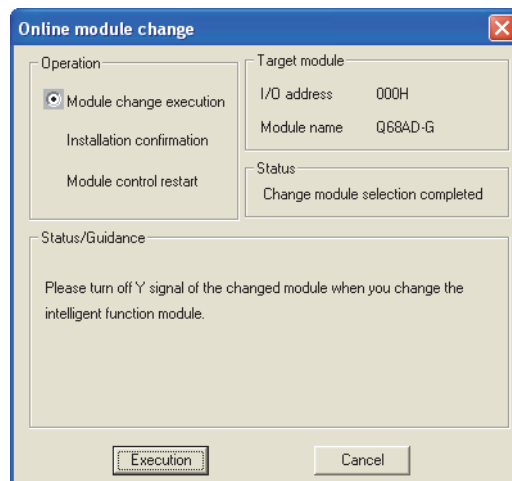 Online module change
Operation
Module change execution
Installation confirmation
Module control restart
Target module
I/O address 000H
Module name Q68AD-G
Status
Change module selection completed
Status/Guidance
Please turn off Y signal of the changed module when you change the
intelligent function module.
Execution
Cancel